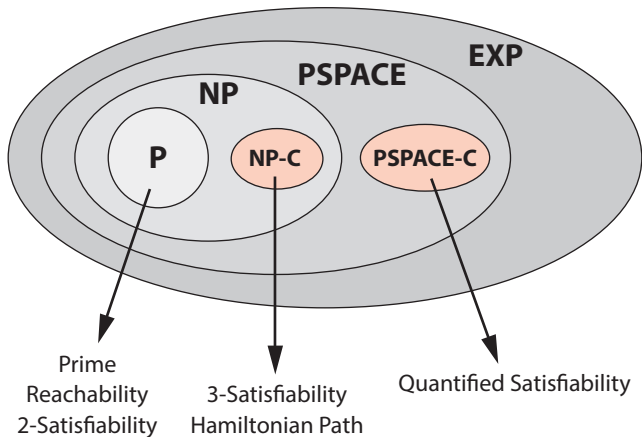 EXP
PSPACE
NP
P
NP-C
PSPACE-C
Prime
Reachability
2-Satisfiability
3-Satisfiability
Hamiltonian Path
Quantified Satisfiability